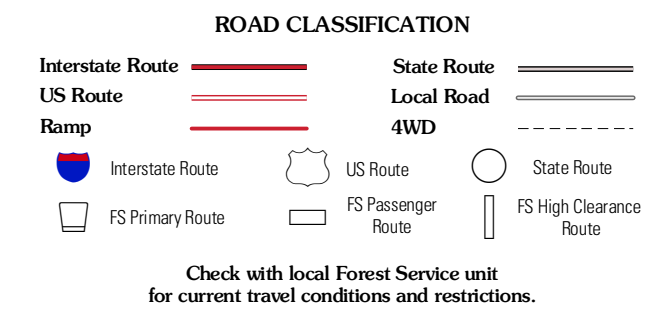 ROAD CLASSIFICATION
Interstate Route
State Route
US Route
Local Road
Ramp
4WD
Interstate Route
US Route
State Route
FS Primary Route
FS Passenger
Route
FS High Clearance
Route
Check with local Forest Service unit
for current travel conditions and restrictions.